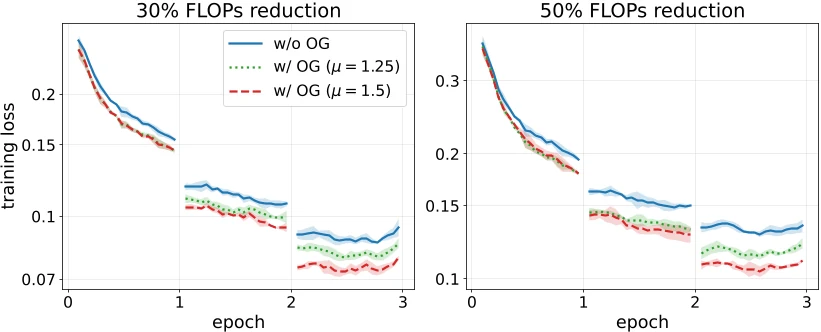 30% FLOPs reduction
training loss
0.2
0.15
0.1
0.07
w/o OG
w/ OG (μ = 1.25)
w/ OG (μ = 1.5)
0
1
2
3
epoch
50% FLOPs reduction
0.3
0.2
0.15
0.1
0
1
2
3
epoch